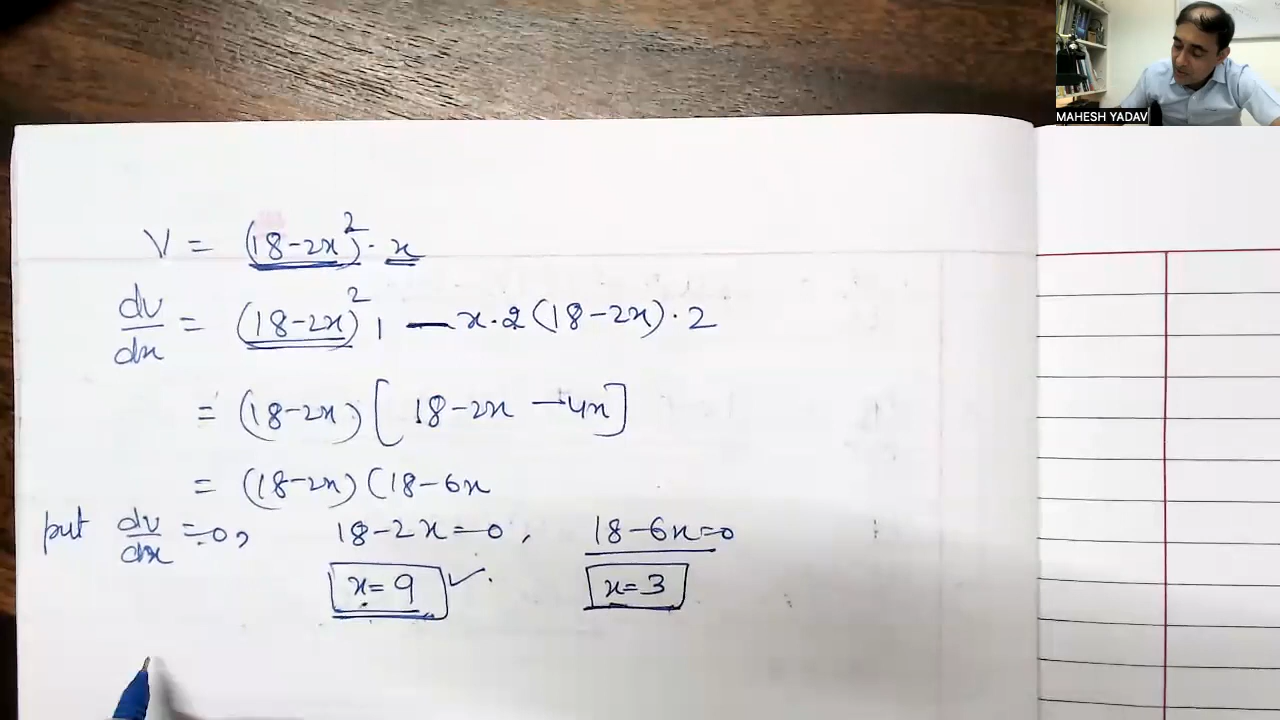 MAHESH YADAV
V = (18-2x)² · x
dv/dx = (18-2x)² 1 — x·2(18-2x)·2
= (18-2x) [18-2x -4x]
= (18-2x) (18-6x
put dv/dx = 0, 18-2x=0, 18-6x=0
x=9 ✓. x=3